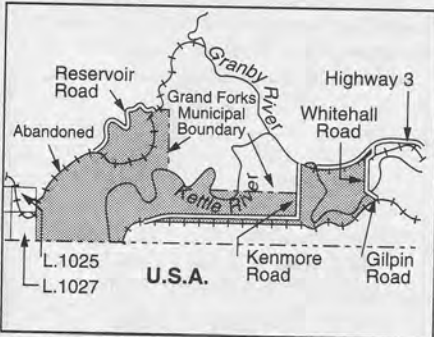 Granby River
Reservoir
Road
Highway 3
Grand Forks
Municipal
Boundary
Whitehall
Road
Abandoned
Kettle River
L.1025
L.1027
U.S.A.
Kenmore
Road
Gilpin
Road